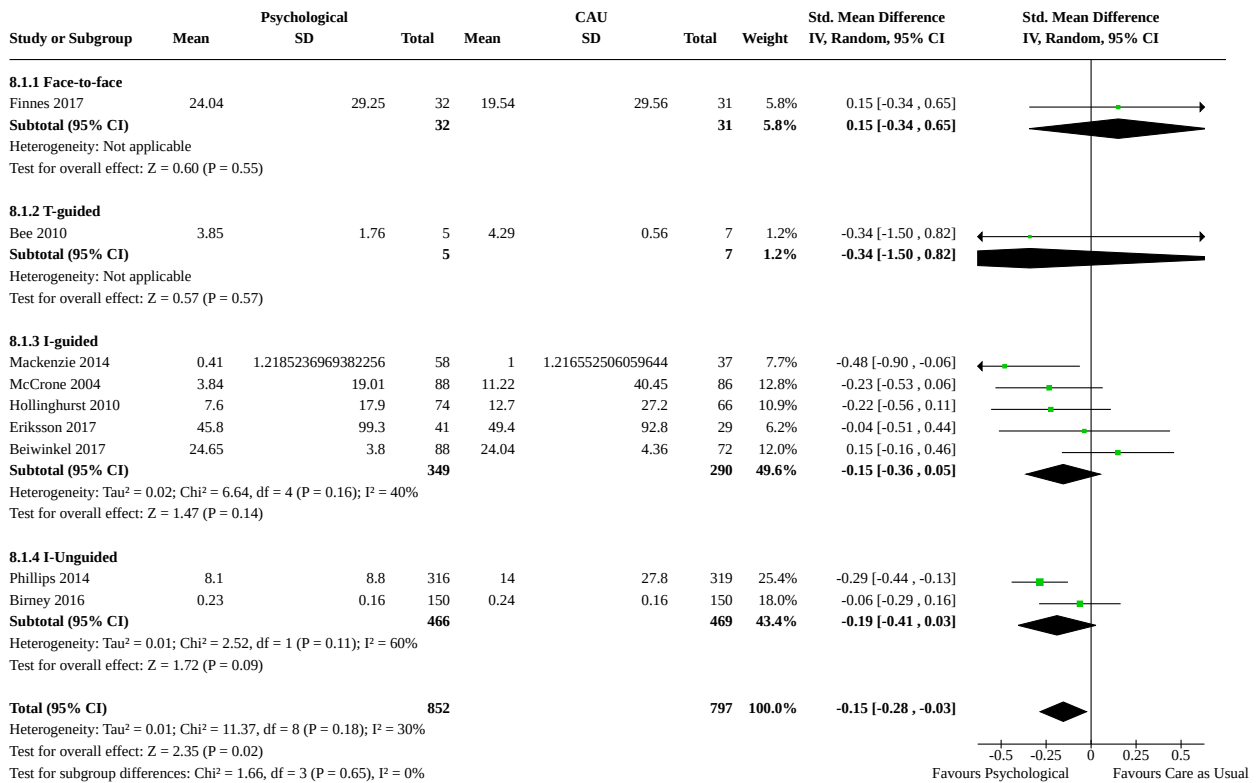 Psychological CAU Std. Mean Difference Std. Mean Difference
Study or Subgroup Mean SD Total Mean SD Total Weight IV, Random, 95% CI IV, Random, 95% CI
8.1.1 Face-to-face
Finnes 2017 24.04 29.25 32 19.54 29.56 31 5.8% 0.15 [-0.34 , 0.65]
Subtotal (95% CI) 32 31 5.8% 0.15 [-0.34 , 0.65]
Heterogeneity: Not applicable
Test for overall effect: Z = 0.60 (P = 0.55)
8.1.2 T-guided
Bee 2010 3.85 1.76 5 4.29 0.56 7 1.2% -0.34 [-1.50 , 0.82]
Subtotal (95% CI) 5 7 1.2% -0.34 [-1.50 , 0.82]
Heterogeneity: Not applicable
Test for overall effect: Z = 0.57 (P = 0.57)
8.1.3 I-guided
Mackenzie 2014 0.41 1.2185236969382256 58 1 1.216552506059644 37 7.7% -0.48 [-0.90 , -0.06]
McCrone 2004 3.84 19.01 88 11.22 40.45 86 12.8% -0.23 [-0.53 , 0.06]
Hollinghurst 2010 7.6 17.9 74 12.7 27.2 66 10.9% -0.22 [-0.56 , 0.11]
Eriksson 2017 45.8 99.3 41 49.4 92.8 29 6.2% -0.04 [-0.51 , 0.44]
Beiwinkel 2017 24.65 3.8 88 24.04 4.36 72 12.0% 0.15 [-0.16 , 0.46]
Subtotal (95% CI) 349 290 49.6% -0.15 [-0.36 , 0.05]
Heterogeneity: Tau² = 0.02; Chi² = 6.64, df = 4 (P = 0.16); I² = 40%
Test for overall effect: Z = 1.47 (P = 0.14)
8.1.4 I-Unguided
Phillips 2014 8.1 8.8 316 14 27.8 319 25.4% -0.29 [-0.44 , -0.13]
Birney 2016 0.23 0.16 150 0.24 0.16 150 18.0% -0.06 [-0.29 , 0.16]
Subtotal (95% CI) 466 469 43.4% -0.19 [-0.41 , 0.03]
Heterogeneity: Tau² = 0.01; Chi² = 2.52, df = 1 (P = 0.11); I² = 60%
Test for overall effect: Z = 1.72 (P = 0.09)
Total (95% CI) 852 797 100.0% -0.15 [-0.28 , -0.03]
Heterogeneity: Tau² = 0.01; Chi² = 11.37, df = 8 (P = 0.18); I² = 30%
Test for overall effect: Z = 2.35 (P = 0.02)
-0.5 -0.25 0 0.25 0.5
Test for subgroup differences: Chi² = 1.66, df = 3 (P = 0.65), I² = 0%
Favours Psychological Favours Care as Usual